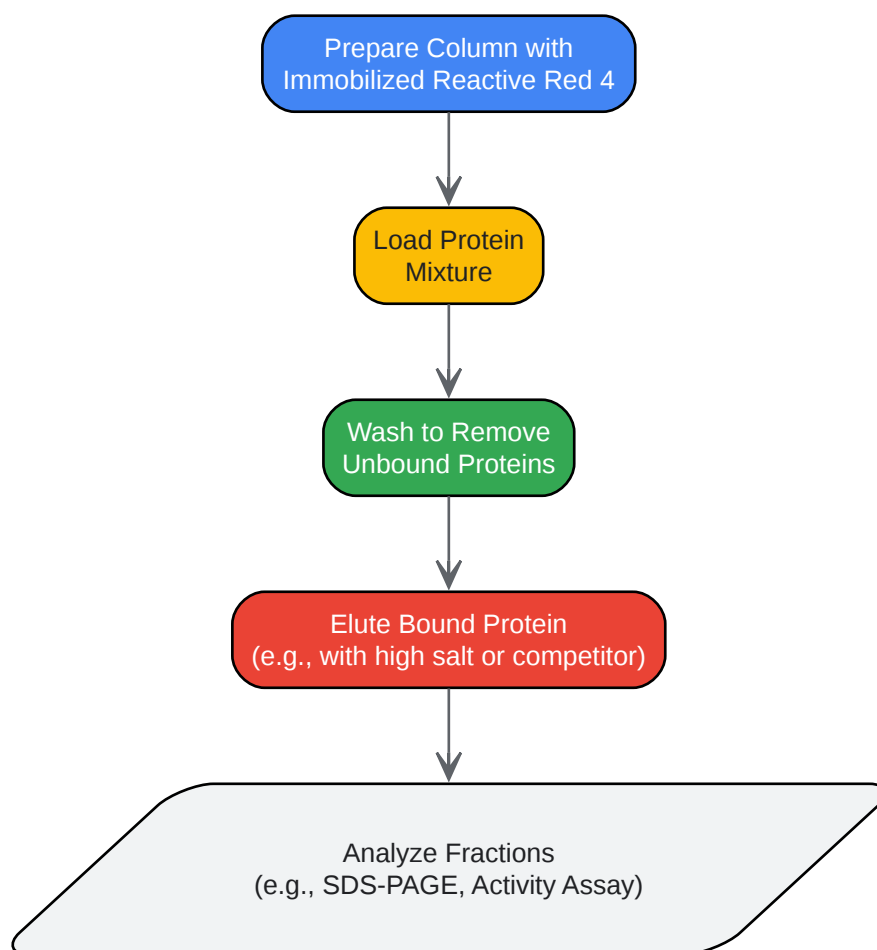 Prepare Column with
Immobilized Reactive Red 4
Load Protein
Mixture
Wash to Remove
Unbound Proteins
Elute Bound Protein
(e.g., with high salt or competitor)
Analyze Fractions
(e.g., SDS-PAGE, Activity Assay)